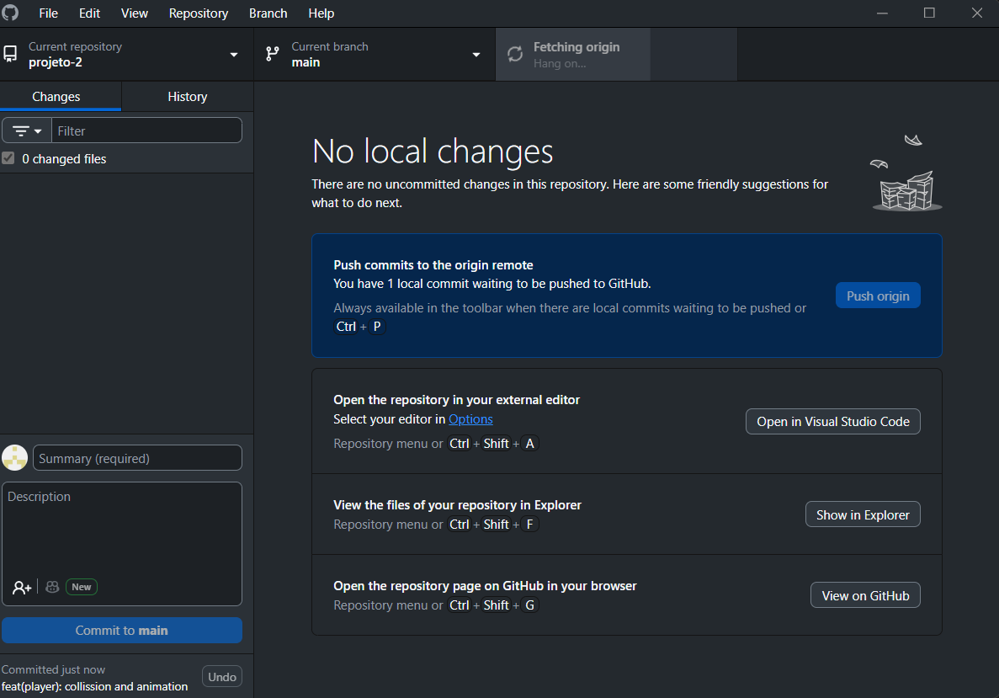 File Edit View Repository Branch Help
Current repository
projeto-2
Current branch
main
Fetching origin
Hang on...
Changes
History
Filter
0 changed files
No local changes
There are no uncommitted changes in this repository. Here are some friendly suggestions for
what to do next.
Push commits to the origin remote
You have 1 local commit waiting to be pushed to GitHub.
Always available in the toolbar when there are local commits waiting to be pushed or
Ctrl + P
Push origin
Open the repository in your external editor
Select your editor in Options
Repository menu or Ctrl + Shift + A
Open in Visual Studio Code
View the files of your repository in Explorer
Repository menu or Ctrl + Shift + F
Show in Explorer
Open the repository page on GitHub in your browser
Repository menu or Ctrl + Shift + G
View on GitHub
Summary (required)
Description
New
Commit to main
Committed just now
feat(player): collission and animation
Undo